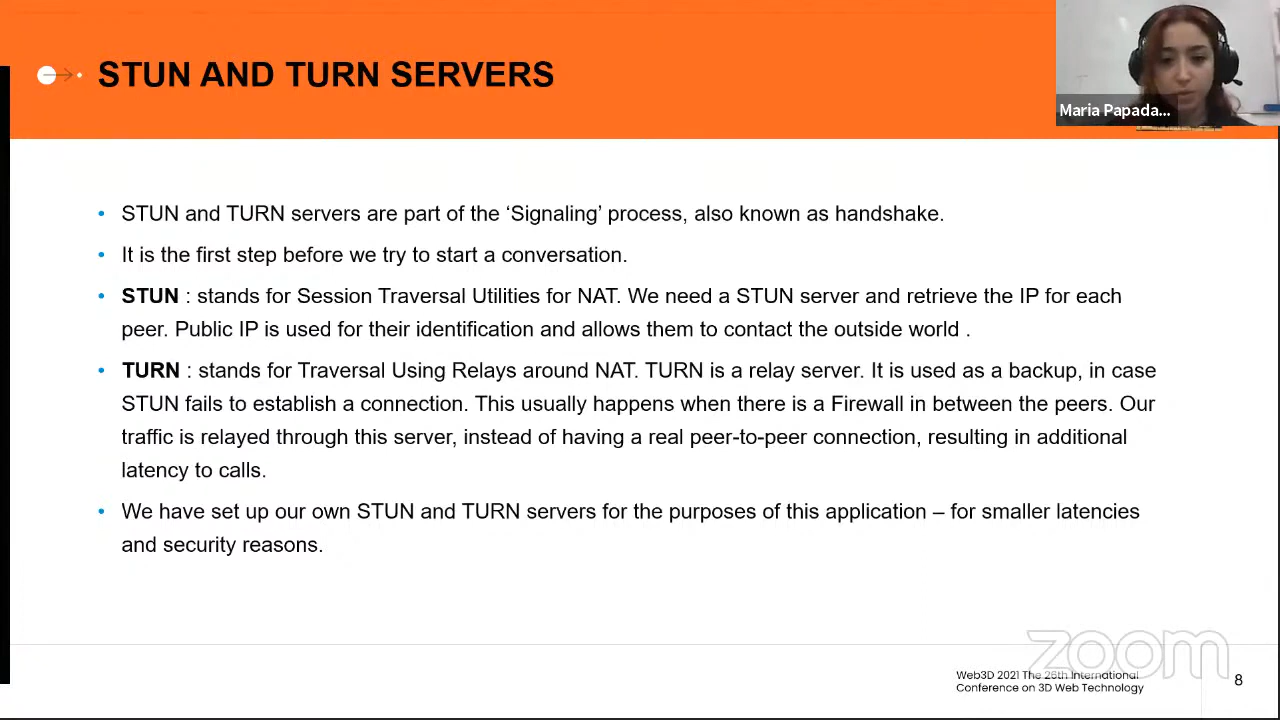 STUN AND TURN SERVERS
Maria Papada...
• STUN and TURN servers are part of the ‘Signaling’ process, also known as handshake.
• It is the first step before we try to start a conversation.
• STUN : stands for Session Traversal Utilities for NAT. We need a STUN server and retrieve the IP for each
peer. Public IP is used for their identification and allows them to contact the outside world .
• TURN : stands for Traversal Using Relays around NAT. TURN is a relay server. It is used as a backup, in case
STUN fails to establish a connection. This usually happens when there is a Firewall in between the peers. Our
traffic is relayed through this server, instead of having a real peer-to-peer connection, resulting in additional
latency to calls.
• We have set up our own STUN and TURN servers for the purposes of this application – for smaller latencies
and security reasons.
zoom
Web3D 2021 The 26th International
Conference on 3D Web Technology
8